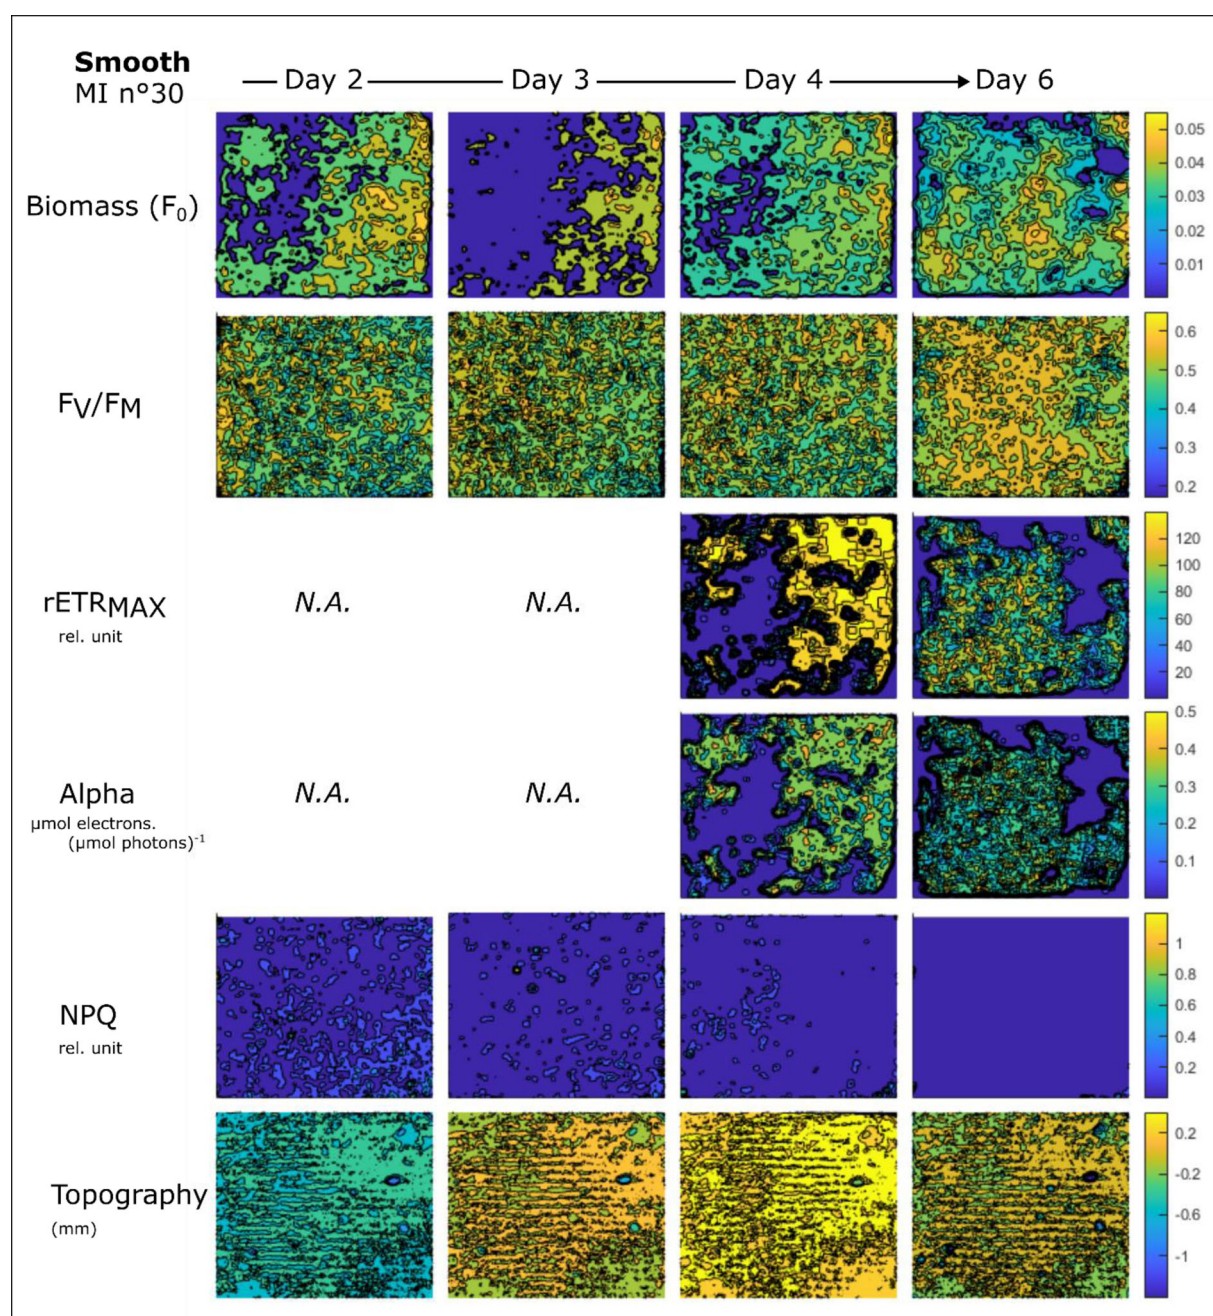 Smooth
MI n°30
Day 2
Day 3
Day 4
Day 6
Biomass (F0)
0.05
0.04
0.03
0.02
0.01
FV/FM
0.6
0.5
0.4
0.3
0.2
rETRMAX
rel. unit
N.A.
N.A.
120
100
80
60
40
20
Alpha
µmol electrons.
(µmol photons)-1
N.A.
N.A.
0.5
0.4
0.3
0.2
0.1
NPQ
rel. unit
1
0.8
0.6
0.4
0.2
Topography
(mm)
0.2
-0.2
-0.6
-1